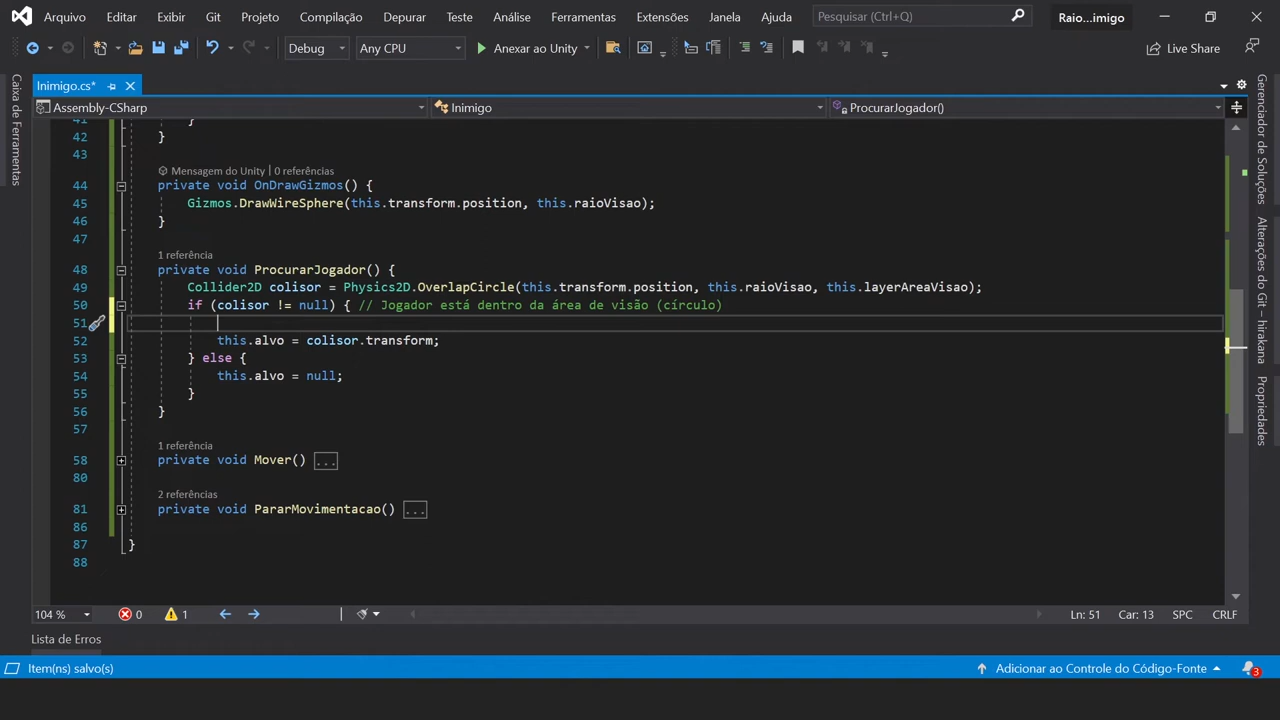 Arquivo Editar Exibir Git Projeto Compilação Depurar Teste Análise Ferramentas Extensões Janela Ajuda Pesquisar (Ctrl+Q) Raio...imigo
Debug Any CPU Anexar ao Unity Live Share
Caixa de Ferramentas
Inimigo.cs*
Assembly-CSharp Inimigo ProcurarJogador()
41 }
42 }
43
Mensagem do Unity | 0 referências
44 private void OnDrawGizmos() {
45 Gizmos.DrawWireSphere(this.transform.position, this.raioVisao);
46 }
47
1 referência
48 private void ProcurarJogador() {
49 Collider2D colisor = Physics2D.OverlapCircle(this.transform.position, this.raioVisao, this.layerAreaVisao);
50 if (colisor != null) { // Jogador está dentro da área de visão (círculo)
51
52 this.alvo = colisor.transform;
53 } else {
54 this.alvo = null;
55 }
56 }
57
1 referência
58 private void Mover() ...
80
2 referências
81 private void PararMovimentacao() ...
86
87 }
88
Gerenciador de Soluções
Alterações do Git - hirakana
Propriedades
104 % 0 1 Ln: 51 Car: 13 SPC CRLF
Lista de Erros
Item(ns) salvo(s) Adicionar ao Controle do Código-Fonte 3